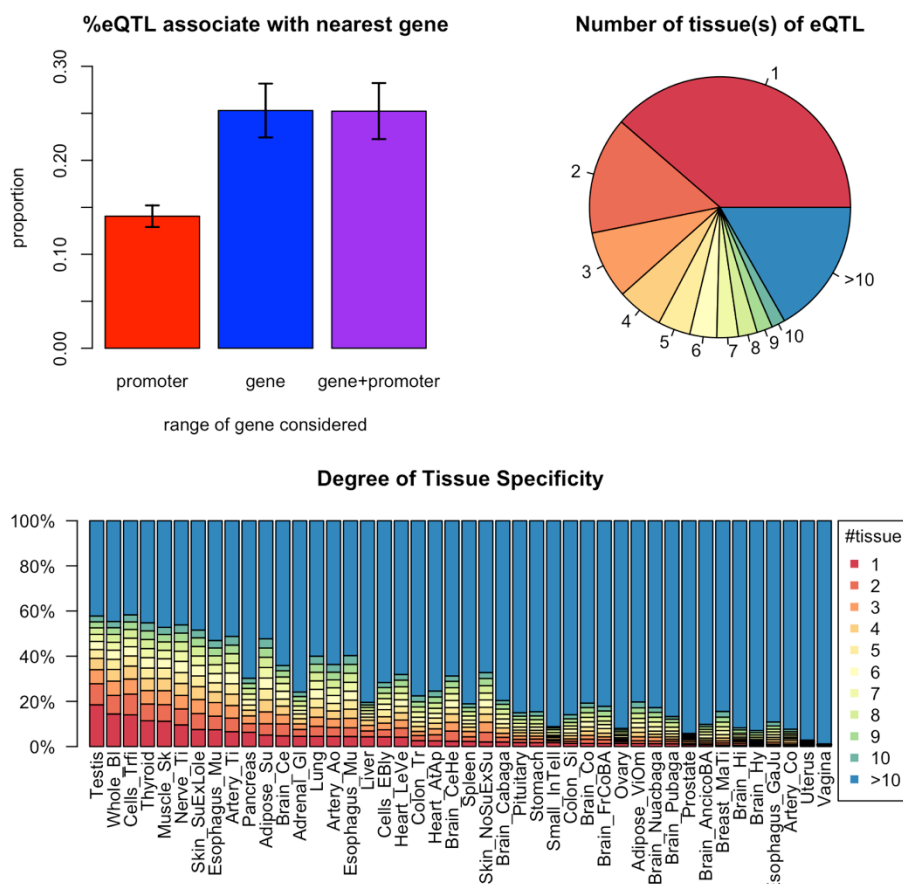 %eQTL associate with nearest gene
0.30
0.20
0.10
0.00
proportion
promoter
gene
gene+promoter
range of gene considered
Number of tissue(s) of eQTL
1
2
3
4
5
6
7
8
9
10
>10
Degree of Tissue Specificity
100%
80%
60%
40%
20%
0%
Testis
Whole_Bl
Cells_Trfi
Thyroid
Muscle_Sk
Nerve_Ti
Skin_SuExLole
Esophagus_Mu
Artery_Ti
Pancreas
Adipose_Su
Brain_Ce
Adrenal_Gl
Lung
Artery_Ao
Esophagus_Mu
Liver
Cells_EBly
Heart_LeVe
Colon_Tr
Heart_AtAp
Brain_CeHe
Spleen
Skin_NoSuExSu
Brain_Cabaga
Pituitary
Stomach
Small_InTeIl
Colon_Si
Brain_Co
Brain_FrCoBA
Ovary
Adipose_ViOm
Brain_Nuacbaga
Brain_Pubaga
Prostate
Brain_AncicoBA
Breast_MaTi
Brain_Hi
Brain_Hy
Esophagus_GaJu
Artery_Co
Uterus
Vagina
#tissue
1
2
3
4
5
6
7
8
9
10
>10